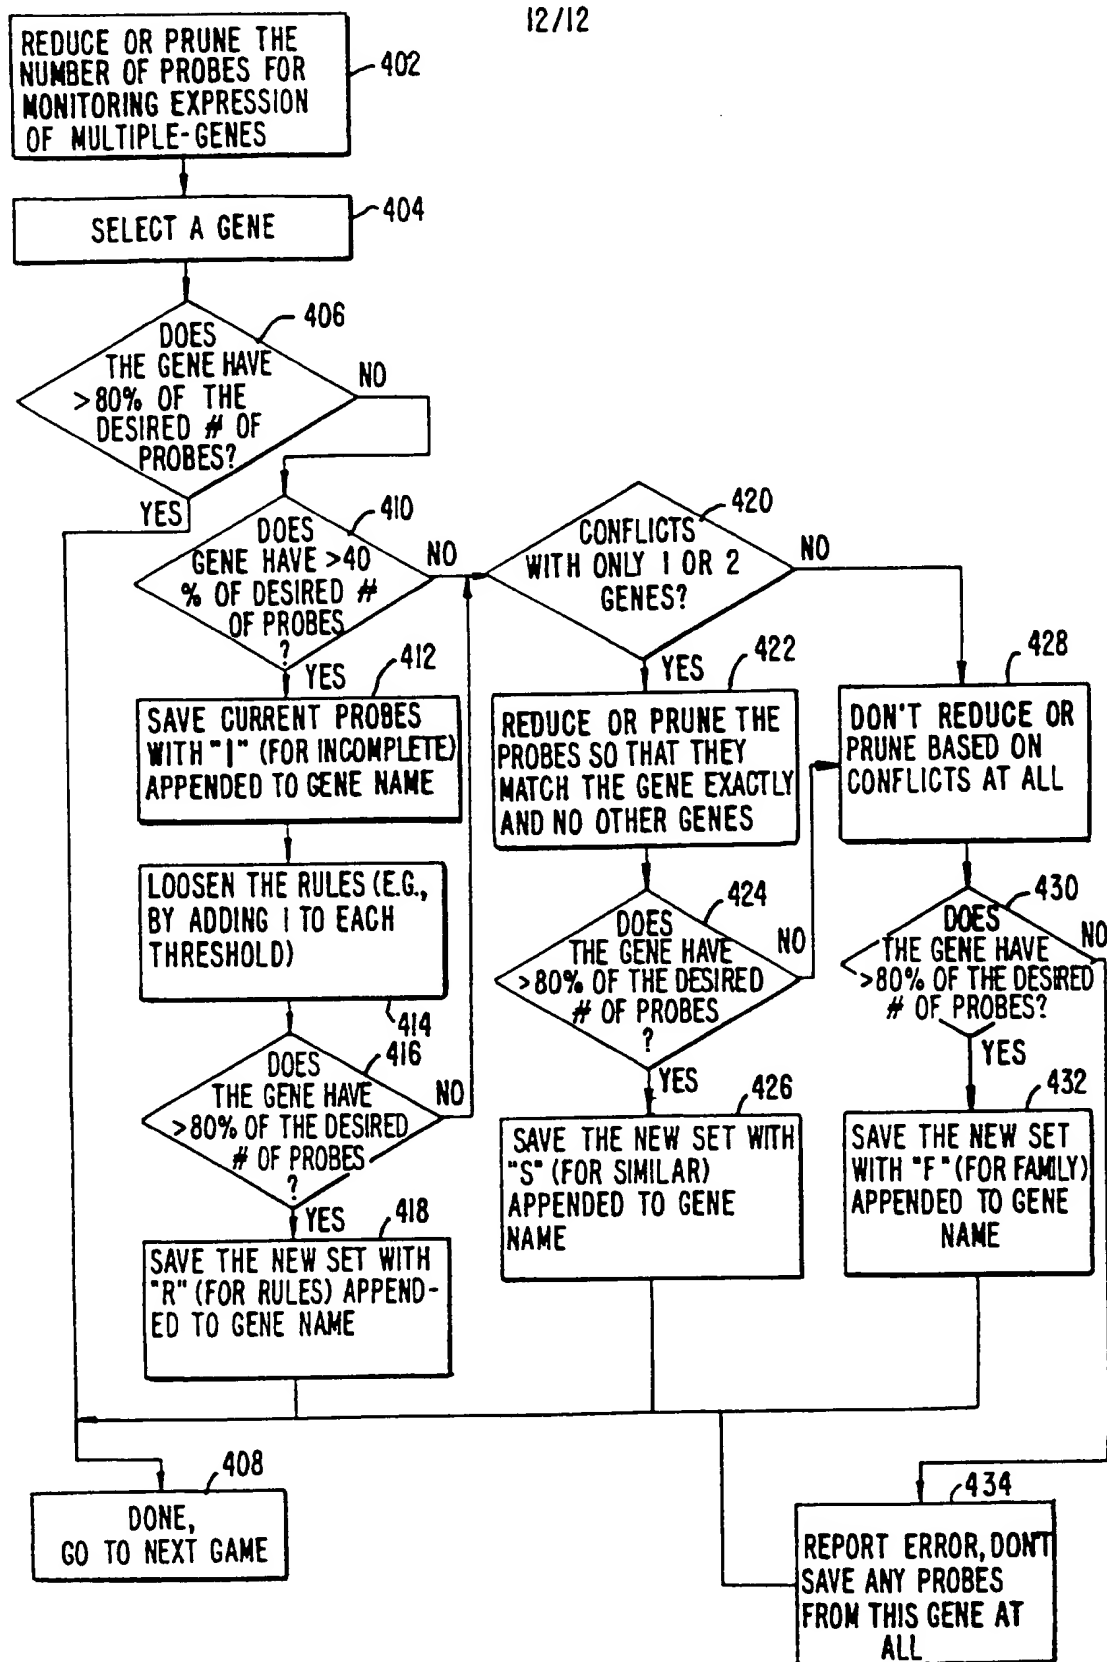 12/12
REDUCE OR PRUNE THE
NUMBER OF PROBES FOR
MONITORING EXPRESSION
OF MULTIPLE-GENES
402
SELECT A GENE
404
DOES
THE GENE HAVE
>80% OF THE
DESIRED # OF
PROBES?
406
NO
YES
DOES
GENE HAVE >40
% OF DESIRED #
OF PROBES
?
410
NO
YES
CONFLICTS
WITH ONLY 1 OR 2
GENES?
420
NO
YES
SAVE CURRENT PROBES
WITH "I" (FOR INCOMPLETE)
APPENDED TO GENE NAME
412
REDUCE OR PRUNE THE
PROBES SO THAT THEY
MATCH THE GENE EXACTLY
AND NO OTHER GENES
422
DON'T REDUCE OR
PRUNE BASED ON
CONFLICTS AT ALL
428
LOOSEN THE RULES (E.G.,
BY ADDING 1 TO EACH
THRESHOLD)
414
DOES
THE GENE HAVE
>80% OF THE DESIRED
# OF PROBES
?
424
NO
YES
DOES
THE GENE HAVE
>80% OF THE DESIRED
# OF PROBES?
430
NO
YES
DOES
THE GENE HAVE
>80% OF THE DESIRED
# OF PROBES
?
416
NO
YES
SAVE THE NEW SET WITH
"S" (FOR SIMILAR)
APPENDED TO GENE
NAME
426
SAVE THE NEW SET
WITH "F" (FOR FAMILY)
APPENDED TO GENE
NAME
432
SAVE THE NEW SET WITH
"R" (FOR RULES) APPEND-
ED TO GENE NAME
418
DONE,
GO TO NEXT GAME
408
REPORT ERROR, DON'T
SAVE ANY PROBES
FROM THIS GENE AT
ALL
434